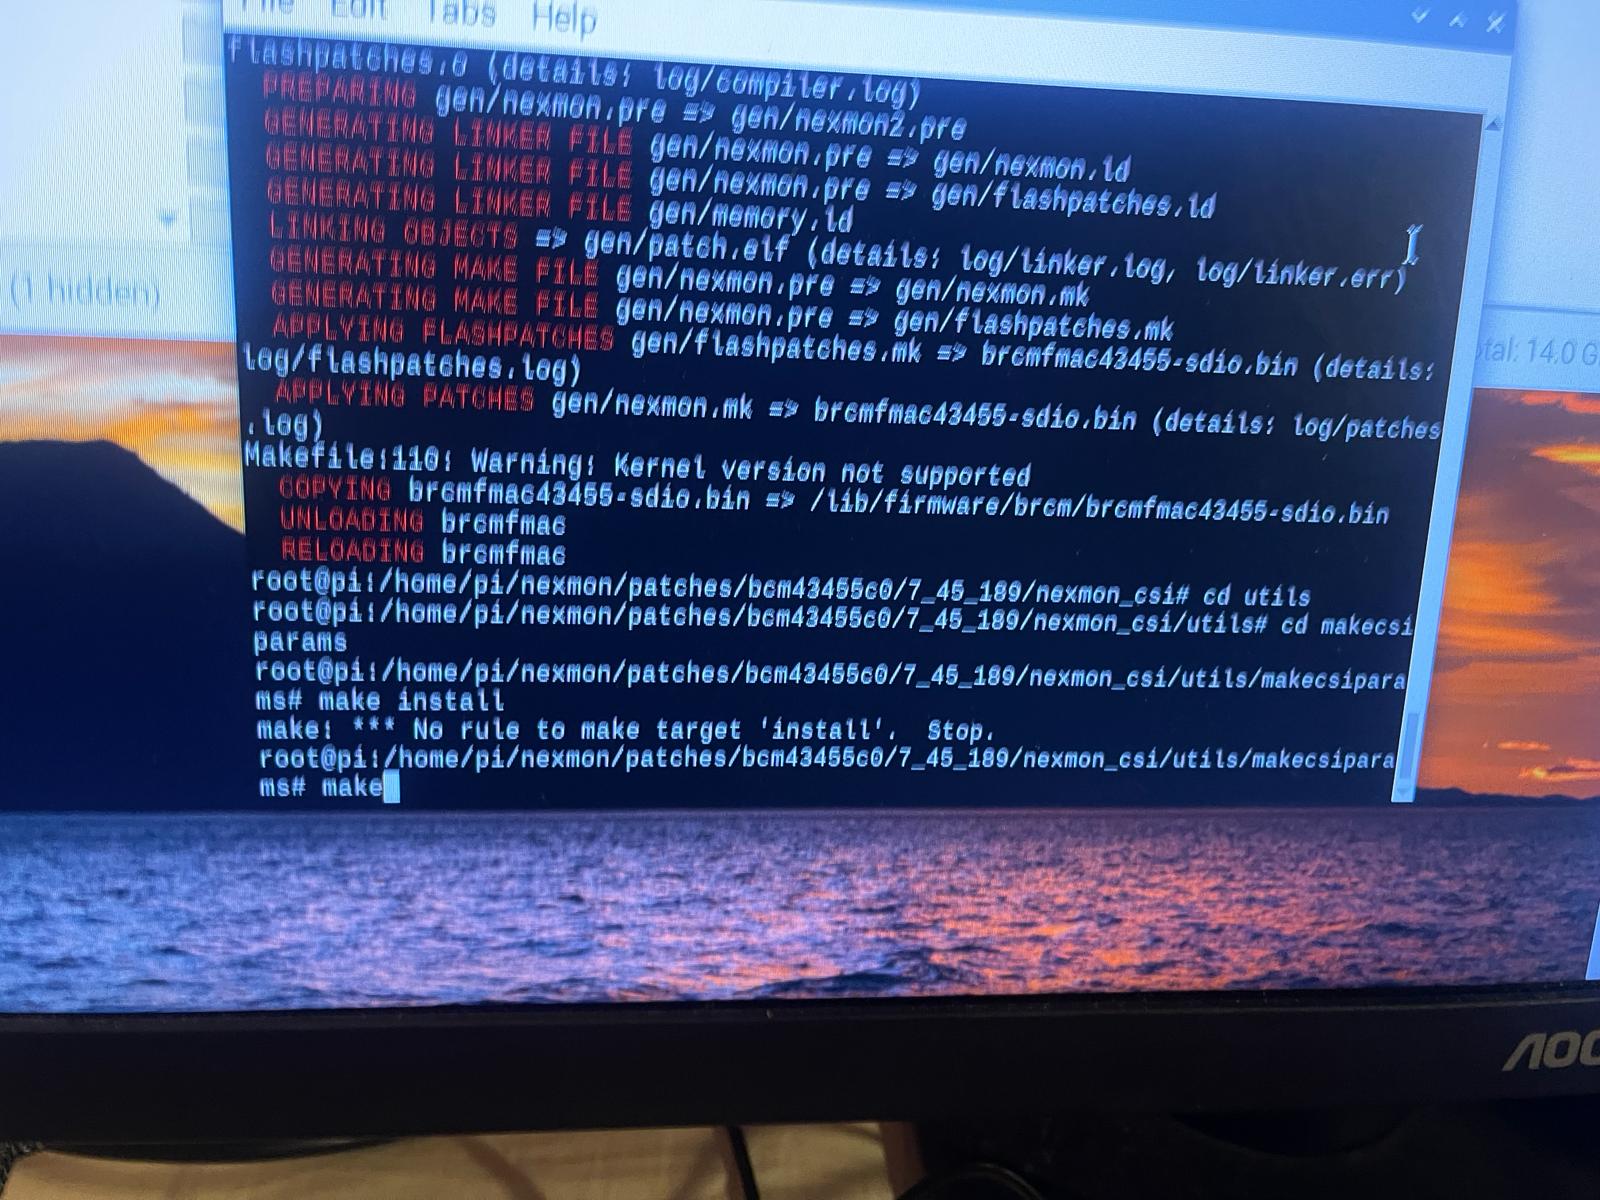 File Edit Tabs Help
flashpatches.o (details: log/compiler.log)
PREPARING gen/nexmon.pre => gen/nexmon2.pre
GENERATING LINKER FILE gen/nexmon.pre => gen/nexmon.ld
GENERATING LINKER FILE gen/nexmon.pre => gen/flashpatches.ld
GENERATING LINKER FILE gen/memory.ld
LINKING OBJECTS => gen/patch.elf (details: log/linker.log, log/linker.err)
GENERATING MAKE FILE gen/nexmon.pre => gen/nexmon.mk
GENERATING MAKE FILE gen/nexmon.pre => gen/flashpatches.mk
APPLYING FLASHPATCHES gen/flashpatches.mk => brcmfmac43455-sdio.bin (details:
log/flashpatches.log)
APPLYING PATCHES gen/nexmon.mk => brcmfmac43455-sdio.bin (details: log/patches
.log)
Makefile:110: Warning: Kernel version not supported
COPYING brcmfmac43455-sdio.bin => /lib/firmware/brcm/brcmfmac43455-sdio.bin
UNLOADING brcmfmac
RELOADING brcmfmac
root@pi:/home/pi/nexmon/patches/bcm43455c0/7_45_189/nexmon_csi# cd utils
root@pi:/home/pi/nexmon/patches/bcm43455c0/7_45_189/nexmon_csi/utils# cd makecsi
params
root@pi:/home/pi/nexmon/patches/bcm43455c0/7_45_189/nexmon_csi/utils/makecsipara
ms# make install
make: *** No rule to make target 'install'. Stop.
root@pi:/home/pi/nexmon/patches/bcm43455c0/7_45_189/nexmon_csi/utils/makecsipara
ms# make
(1 hidden)
14.0 G
AOC